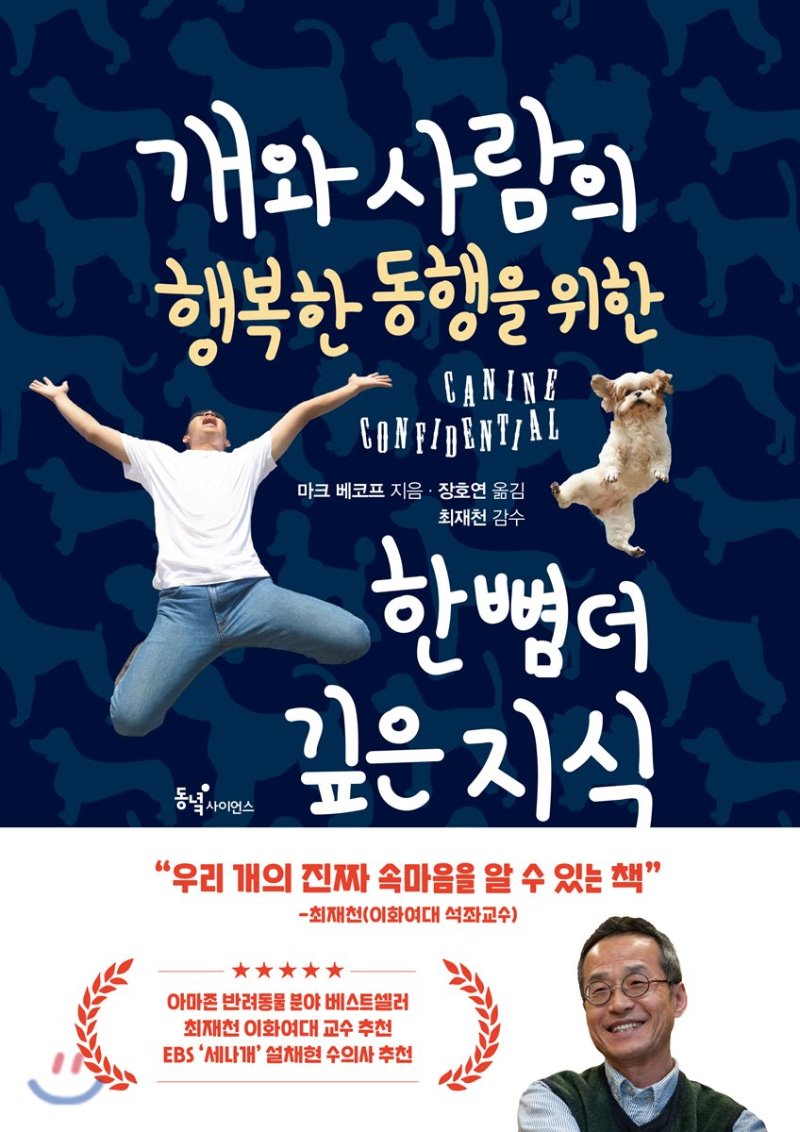 개와 사람의
행복한 동행을 위한
CANINE
CONFIDENTIAL
마크 베코프 지음 · 장호연 옮김
최재천 감수
한 뼘 더
깊은 지식
동녘사이언스
“우리 개의 진짜 속마음을 알 수 있는 책”
-최재천(이화여대 석좌교수)
아마존 반려동물 분야 베스트셀러
최재천 이화여대 교수 추천
EBS ‘세나개’ 설채현 수의사 추천